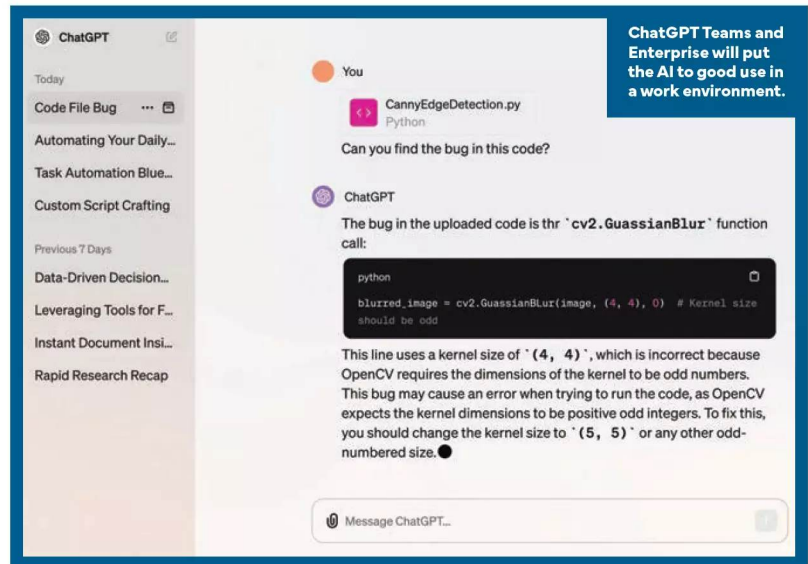 ChatGPT
Today
Code File Bug ...
Automating Your Daily...
Task Automation Blue...
Custom Script Crafting
Previous 7 Days
Data-Driven Decision...
Leveraging Tools for F...
Instant Document Insi...
Rapid Research Recap
ChatGPT Teams and
Enterprise will put
the AI to good use in
a work environment.
You
CannyEdgeDetection.py
Python
Can you find the bug in this code?
ChatGPT
The bug in the uploaded code is thr `cv2.GuassianBlur` function
call:
python
blurred_image = cv2.GuassianBLur(image, (4, 4), 0) # Kernel size
should be odd
This line uses a kernel size of `(4, 4)`, which is incorrect because
OpenCV requires the dimensions of the kernel to be odd numbers.
This bug may cause an error when trying to run the code, as OpenCV
expects the kernel dimensions to be positive odd integers. To fix this,
you should change the kernel size to `(5, 5)` or any other odd-
numbered size.
Message ChatGPT...